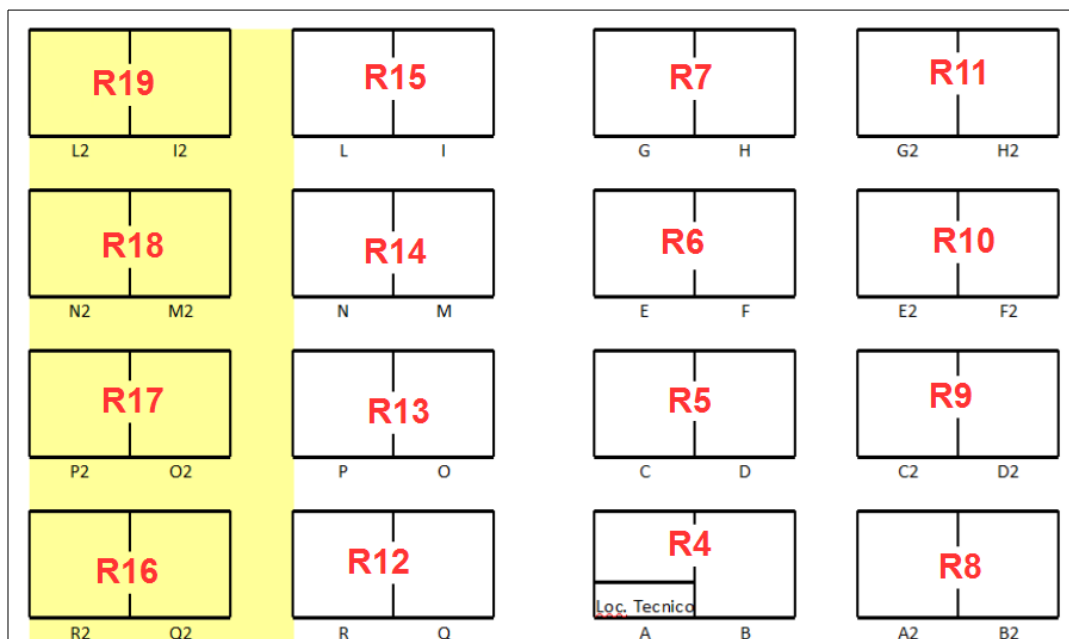 R19 R15 R7 R11
L2 I2 L I G H G2 H2
R18 R14 R6 R10
N2 M2 N M E F E2 F2
R17 R13 R5 R9
P2 O2 P O C D C2 D2
R16 R12 R4 R8
Loc. Tecnico
R2 Q2 R Q A B A2 B2